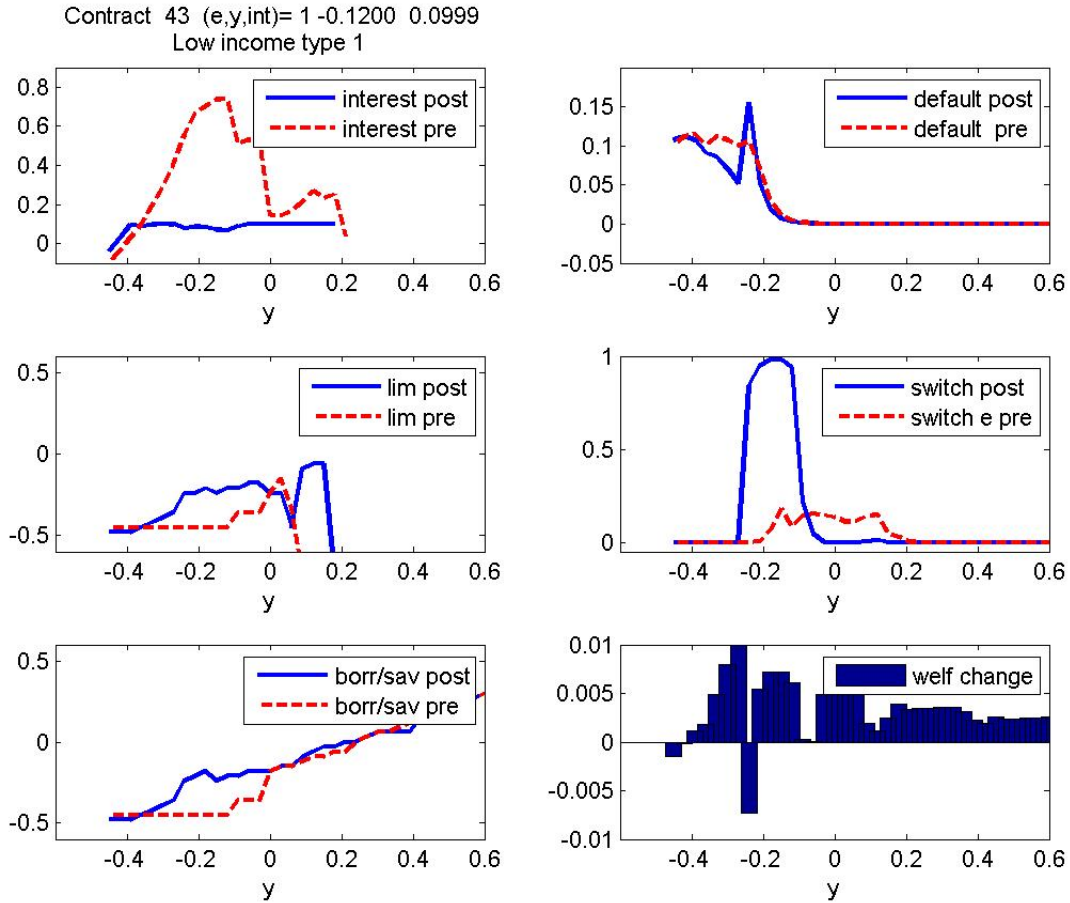 Contract 43 (e,y,int)= 1 -0.1200 0.0999
Low income type 1
0.8
0.6
0.4
0.2
0
interest post
interest pre
-0.4 -0.2 0 0.2 0.4 0.6
y
0.15
0.1
0.05
0
-0.05
default post
default pre
-0.4 -0.2 0 0.2 0.4 0.6
y
0.5
0
-0.5
lim post
lim pre
-0.4 -0.2 0 0.2 0.4 0.6
y
1
0.5
0
switch post
switch e pre
-0.4 -0.2 0 0.2 0.4 0.6
y
0.5
0
-0.5
borr/sav post
borr/sav pre
-0.4 -0.2 0 0.2 0.4 0.6
y
0.01
0.005
0
-0.005
-0.01
welf change
-0.4 -0.2 0 0.2 0.4 0.6
y